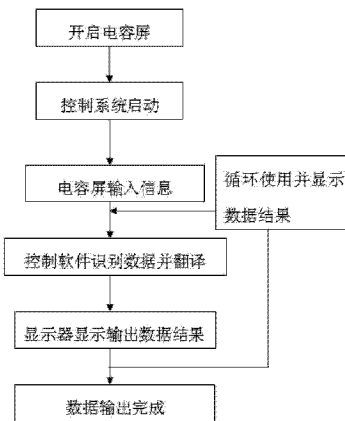 开启电容屏
控制系统启动
电容屏输入信息
循环使用并显示
数据结果
控制软件识别数据并翻译
显示器显示输出数据结果
数据输出完成